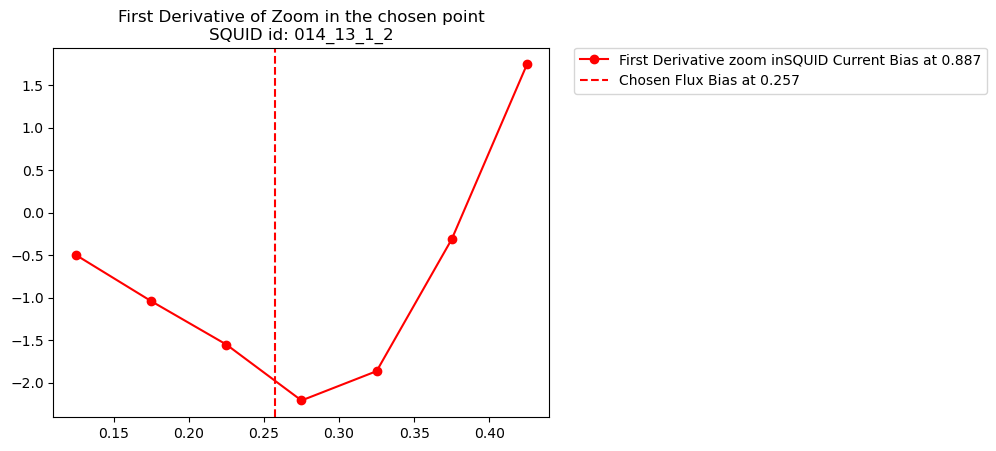 First Derivative of Zoom in the chosen point
SQUID id: 014_13_1_2
First Derivative zoom inSQUID Current Bias at 0.887
Chosen Flux Bias at 0.257
1.5
1.0
0.5
0.0
−0.5
−1.0
−1.5
−2.0
0.15 0.20 0.25 0.30 0.35 0.40